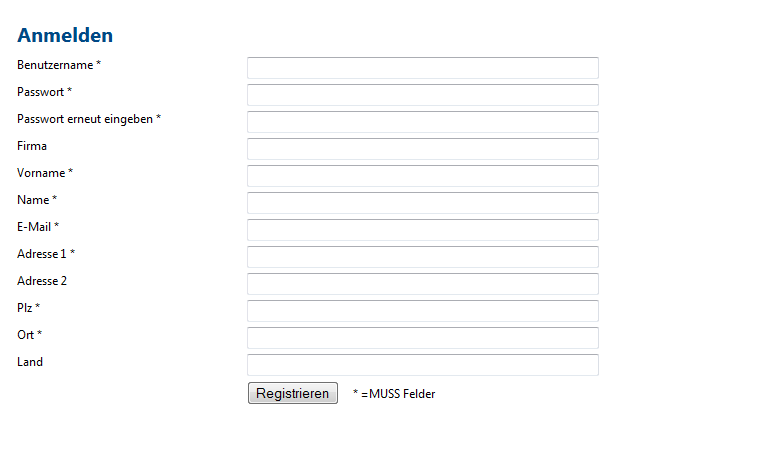 Anmelden
Benutzername *
Passwort *
Passwort erneut eingeben *
Firma
Vorname *
Name *
E-Mail *
Adresse 1 *
Adresse 2
Plz *
Ort *
Land
Registrieren * = MUSS Felder